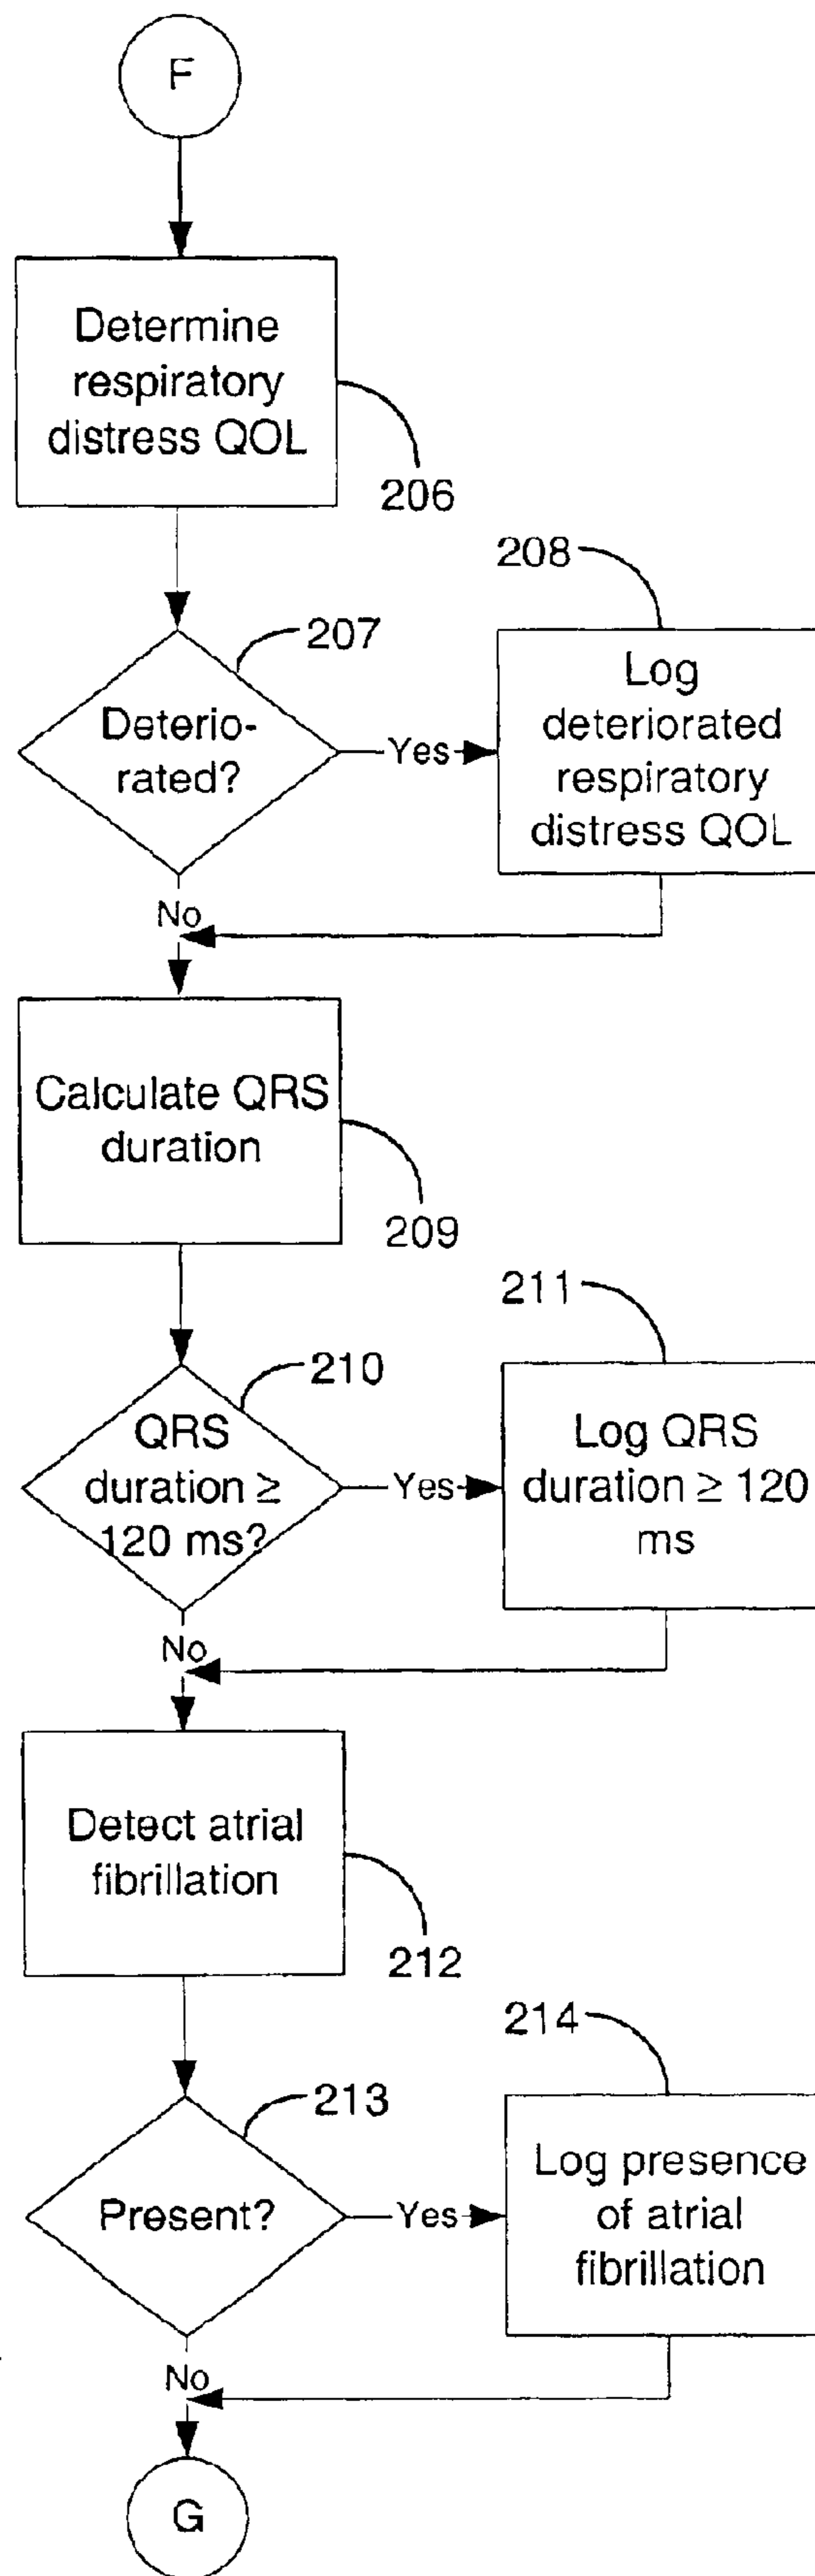 F
Determine
respiratory
distress QOL
206
207
208
Deterio-
rated?
Yes
Log
deteriorated
respiratory
distress QOL
No
Calculate QRS
duration
209
210
211
QRS
duration ≥
120 ms?
Yes
Log QRS
duration ≥ 120
ms
No
Detect atrial
fibrillation
212
213
214
Present?
Yes
Log presence
of atrial
fibrillation
No
G